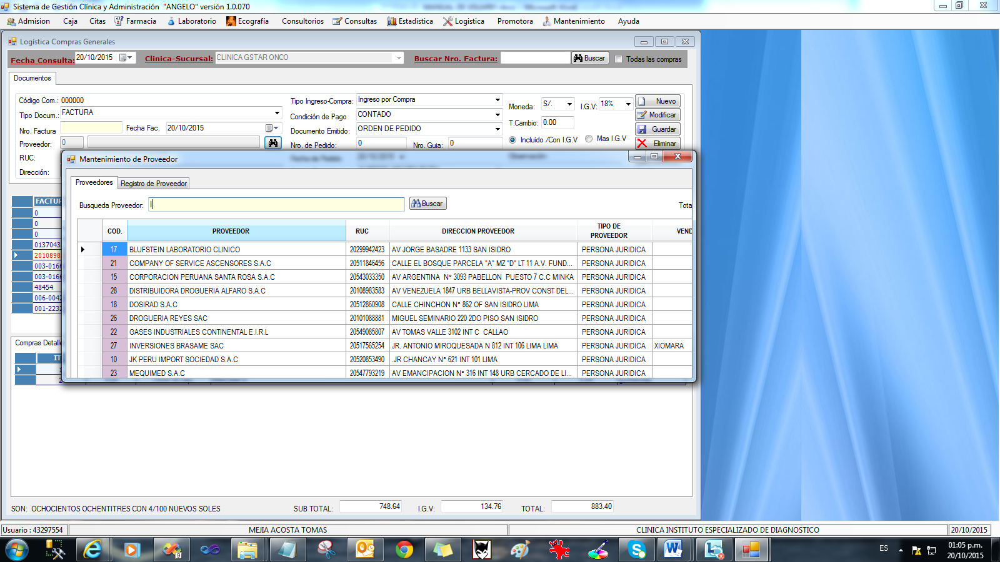 Sistema de Gestión Clínica y Administración "ANGELO" versión 1.0.070
Admision Caja Citas Farmacia Laboratorio Ecografía Consultorios Consultas Estadistica Logistica Promotora Mantenimiento Ayuda
Logística Compras Generales
Fecha Consulta: 20/10/2015 Clinica-Sucursal: CLINICA GSTAR ONCO Buscar Nro. Factura: Buscar Todas las compras
Documentos
Código Com.: 000000 Tipo Ingreso-Compra: Ingreso por Compra Moneda: S/. I.G.V: 18% Nuevo
Tipo Docum.: FACTURA Condición de Pago CONTADO Modificar
Nro. Factura Fecha Fac. 20/10/2015 Documento Emitido: ORDEN DE PEDIDO T.Cambio: 0.00 Guardar
Proveedor: 0 Nro. de Pedido: 0 Nro. Guia: 0 Incluido /Con I.G.V Mas I.G.V Eliminar
RUC:
Dirección:
Mantenimiento de Proveedor
Proveedores Registro de Proveedor
Busqueda Proveedor: Buscar Tota
COD. PROVEEDOR RUC DIRECCION PROVEEDOR TIPO DE PROVEEDOR VEND
17 BLUFSTEIN LABORATORIO CLINICO 20299942423 AV JORGE BASADRE 1133 SAN ISIDRO PERSONA JURIDICA
21 COMPANY OF SERVICE ASCENSORES S.A.C 20511846456 CALLE EL BOSQUE PARCELA "A" MZ "D" LT 11 A.V. FUND... PERSONA JURIDICA
15 CORPORACION PERUANA SANTA ROSA S.A.C 20543033350 AV ARGENTINA N° 3093 PABELLON PUESTO 7 C.C MINKA PERSONA JURIDICA
28 DISTRIBUIDORA DROGUERIA ALFARO S.A.C 20108983583 AV VENEZUELA 1847 URB BELLAVISTA-PROV CONST DEL... PERSONA JURIDICA
18 DOSIRAD S.A.C 20512860908 CALLE CHINCHON N° 862 OF SAN ISIDRO LIMA PERSONA JURIDICA
26 DROGUERIA REYES SAC 20101088881 MIGUEL SEMINARIO 220 2DO PISO SAN ISIDRO PERSONA JURIDICA
22 GASES INDUSTRIALES CONTINENTAL E.I.R.L 20549085807 AV TOMAS VALLE 3102 INT C CALLAO PERSONA JURIDICA
27 INVERSIONES BRASAME SAC 20517565254 JR. ANTONIO MIROQUESADA N 812 INT 106 LIMA LIMA PERSONA JURIDICA XIOMARA
10 JK PERU IMPORT SOCIEDAD S.A.C 20520853490 .JR CHANCAY N° 621 INT 101 LIMA PERSONA JURIDICA
23 MEQUIMED S.A.C 20547793219 AV EMANCIPACION N° 316 INT 148 URB CERCADO DE LI... PERSONA JURIDICA
FACTUR
0
0
0
0137043
2010898
003-0166
003-0166
48454
006-0042
001-2232
Compras Detalle
IT
1
2
SON: OCHOCIENTOS OCHENTITRES CON 4/100 NUEVOS SOLES SUB TOTAL: 748.64 I.G.V: 134.76 TOTAL: 883.40
Usuario : 43297554 MEJIA ACOSTA TOMAS CLINICA INSTITUTO ESPECIALIZADO DE DIAGNOSTICO 20/10/2015
9 ES 01:05 p.m.
20/10/2015